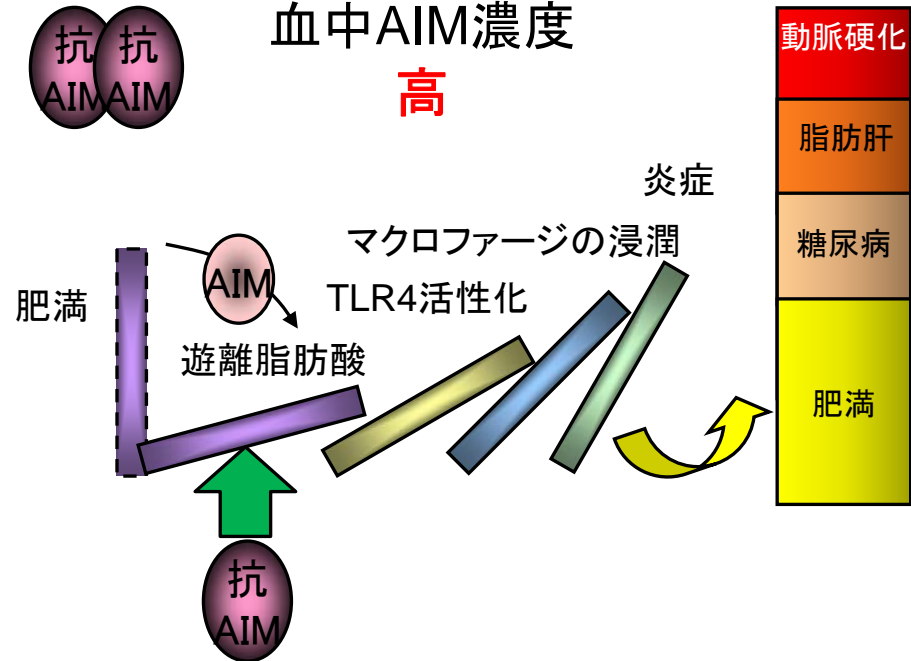 血中AIM濃度
高
抗
AIM
抗
AIM
動脈硬化
脂肪肝
糖尿病
肥満
炎症
マクロファージの浸潤
TLR4活性化
AIM
遊離脂肪酸
肥満
抗
AIM